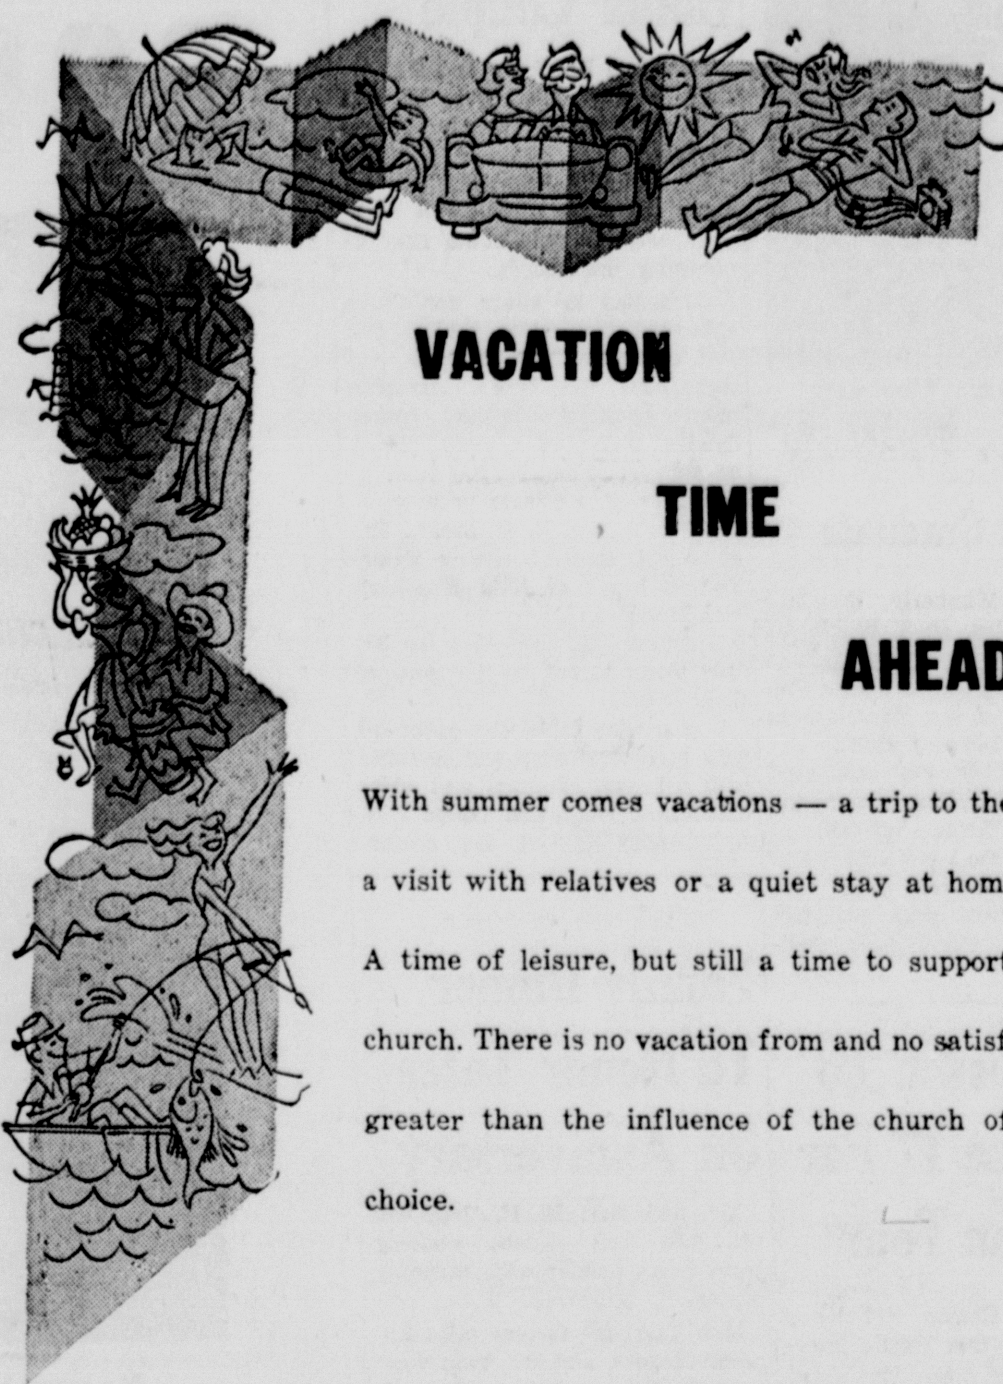 VACATION
TIME
AHEAD
With summer comes vacations — a trip to the
a visit with relatives or a quiet stay at hom
A time of leisure, but still a time to support
church. There is no vacation from and no satisf
greater than the influence of the church of
choice.